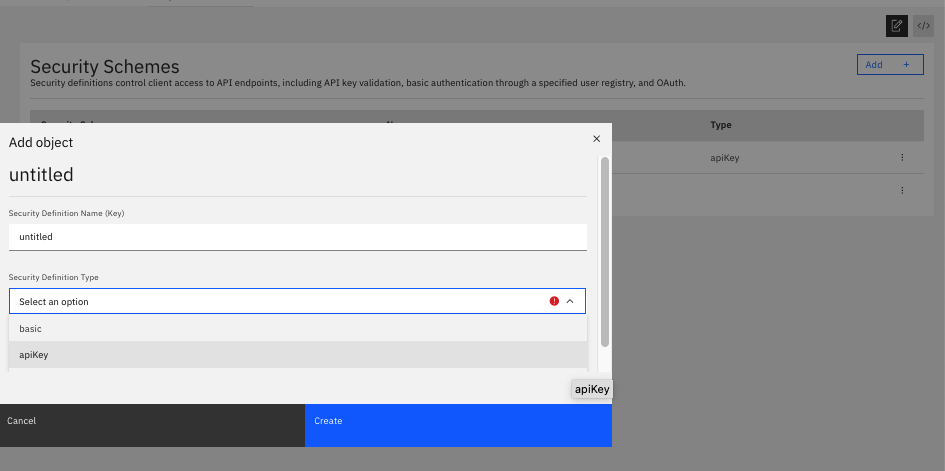 </>
Security Schemes
Add +
Security definitions control client access to API endpoints, including API key validation, basic authentication through a specified user registry, and OAuth.
Type
apiKey
Add object
untitled
Security Definition Name (Key)
untitled
Security Definition Type
Select an option
basic
apiKey
apiKey
Cancel
Create